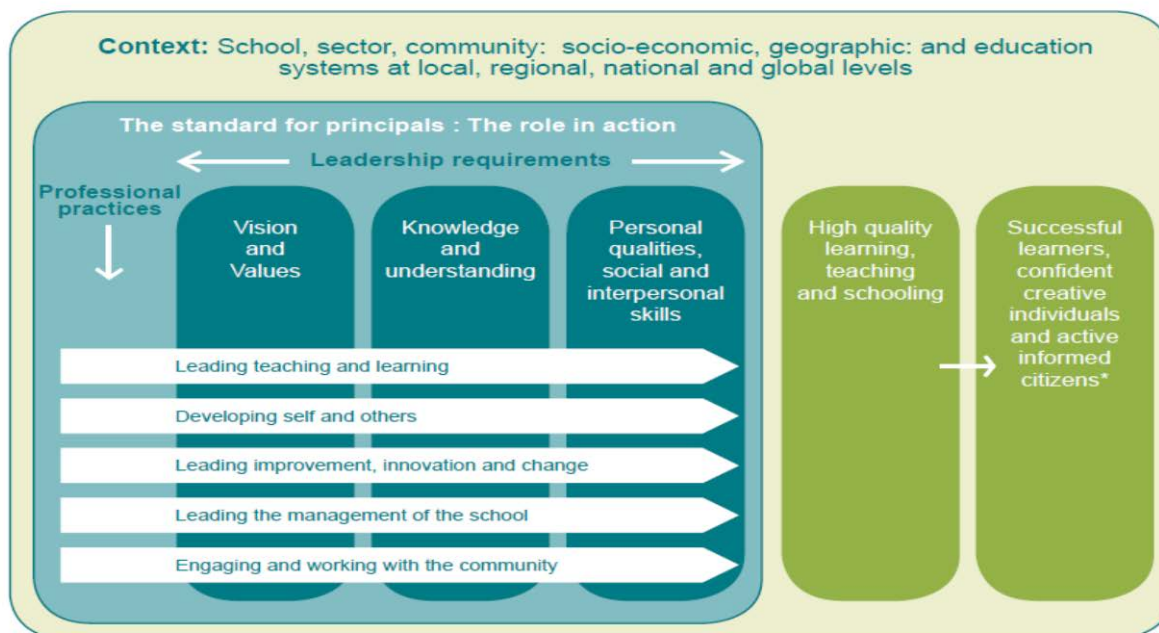 Context: School, sector, community: socio-economic, geographic: and education
systems at local, regional, national and global levels
The standard for principals : The role in action
Leadership requirements
Professional
practices
Vision
and
Values
Knowledge
and
understanding
Personal
qualities,
social and
interpersonal
skills
High quality
learning,
teaching
and schooling
Successful
learners,
confident
creative
individuals
and active
informed
citizens*
Leading teaching and learning
Developing self and others
Leading improvement, innovation and change
Leading the management of the school
Engaging and working with the community